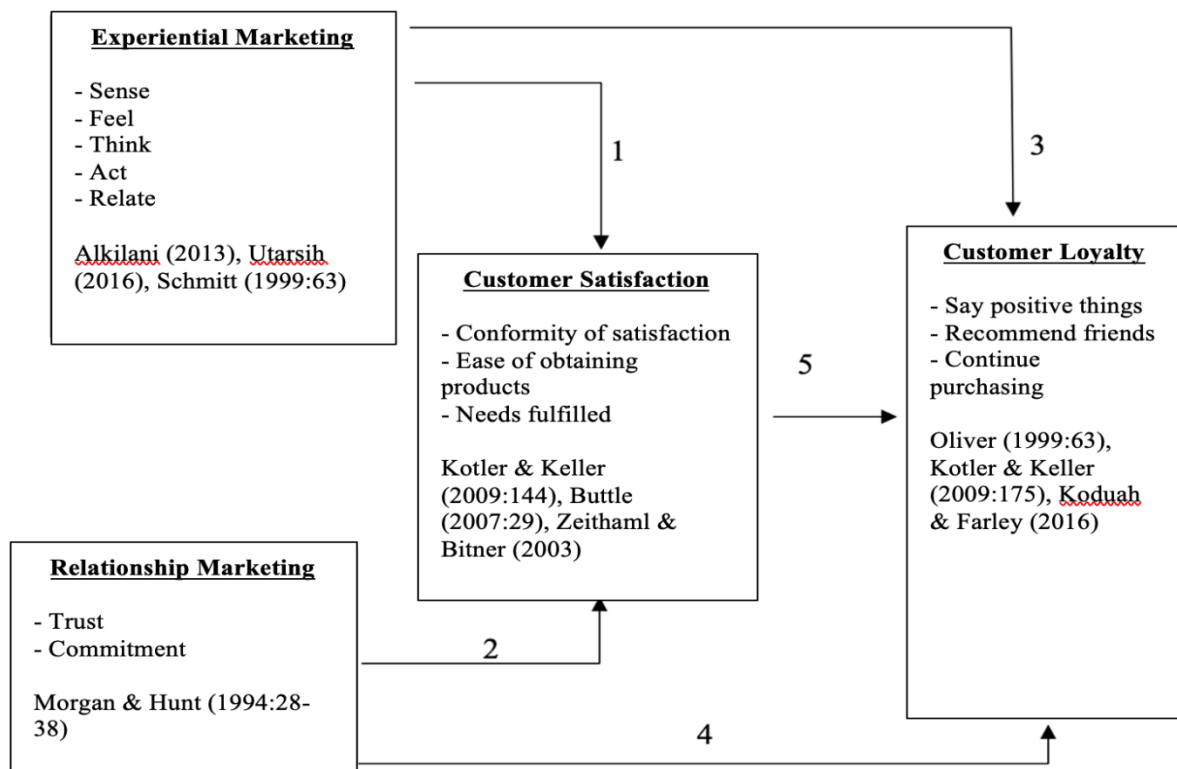 Experiential Marketing
- Sense
- Feel
- Think
- Act
- Relate
Alkilani (2013), Utarsih
(2016), Schmitt (1999:63)
1
3
Customer Satisfaction
- Conformity of satisfaction
- Ease of obtaining
products
- Needs fulfilled
Kotler & Keller
(2009:144), Buttle
(2007:29), Zeithaml &
Bitner (2003)
5
Customer Loyalty
- Say positive things
- Recommend friends
- Continue
purchasing
Oliver (1999:63),
Kotler & Keller
(2009:175), Koduah
& Farley (2016)
Relationship Marketing
- Trust
- Commitment
Morgan & Hunt (1994:28-
38)
2
4